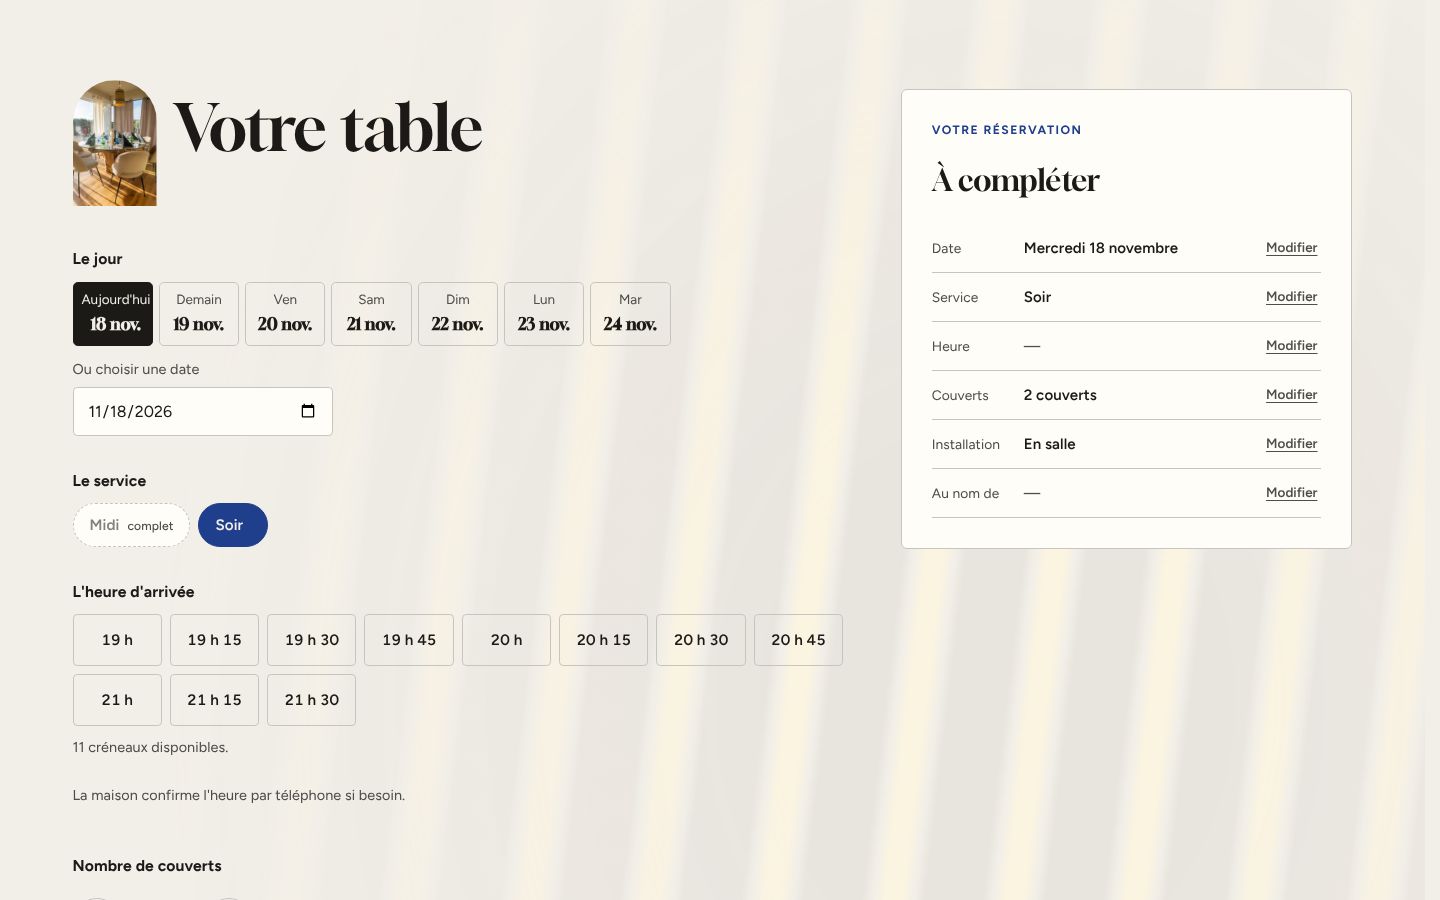 Votre table
Le jour
Aujourd'hui Demain Ven Sam Dim Lun Mar
18 nov. 19 nov. 20 nov. 21 nov. 22 nov. 23 nov. 24 nov.
Ou choisir une date
11/18/2026
Le service
Midi complet Soir
L'heure d'arrivée
19 h 19 h 15 19 h 30 19 h 45 20 h 20 h 15 20 h 30 20 h 45
21 h 21 h 15 21 h 30
11 créneaux disponibles.
La maison confirme l'heure par téléphone si besoin.
Nombre de couverts
VOTRE RÉSERVATION
À compléter
Date Mercredi 18 novembre Modifier
Service Soir Modifier
Heure — Modifier
Couverts 2 couverts Modifier
Installation En salle Modifier
Au nom de — Modifier